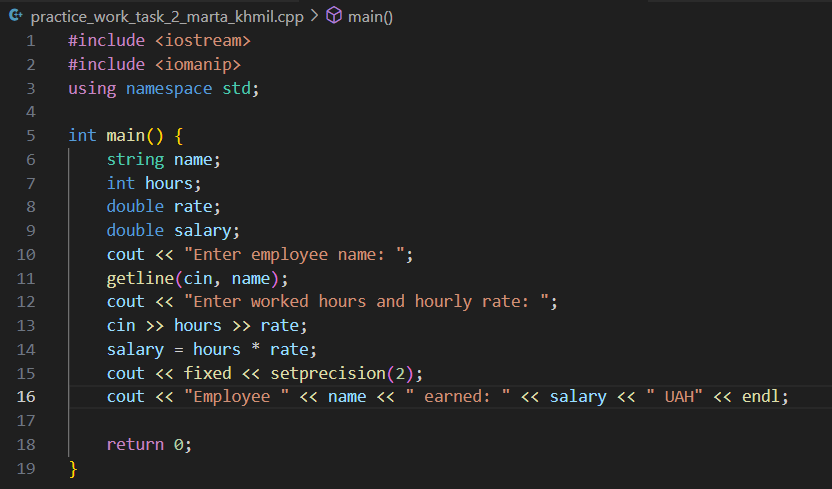 practice_work_task_2_marta_khmil.cpp > main()
1 #include <iostream>
2 #include <iomanip>
3 using namespace std;
4
5 int main() {
6     string name;
7     int hours;
8     double rate;
9     double salary;
10     cout << "Enter employee name: ";
11     getline(cin, name);
12     cout << "Enter worked hours and hourly rate: ";
13     cin >> hours >> rate;
14     salary = hours * rate;
15     cout << fixed << setprecision(2);
16     cout << "Employee " << name << " earned: " << salary << " UAH" << endl;
17
18     return 0;
19 }